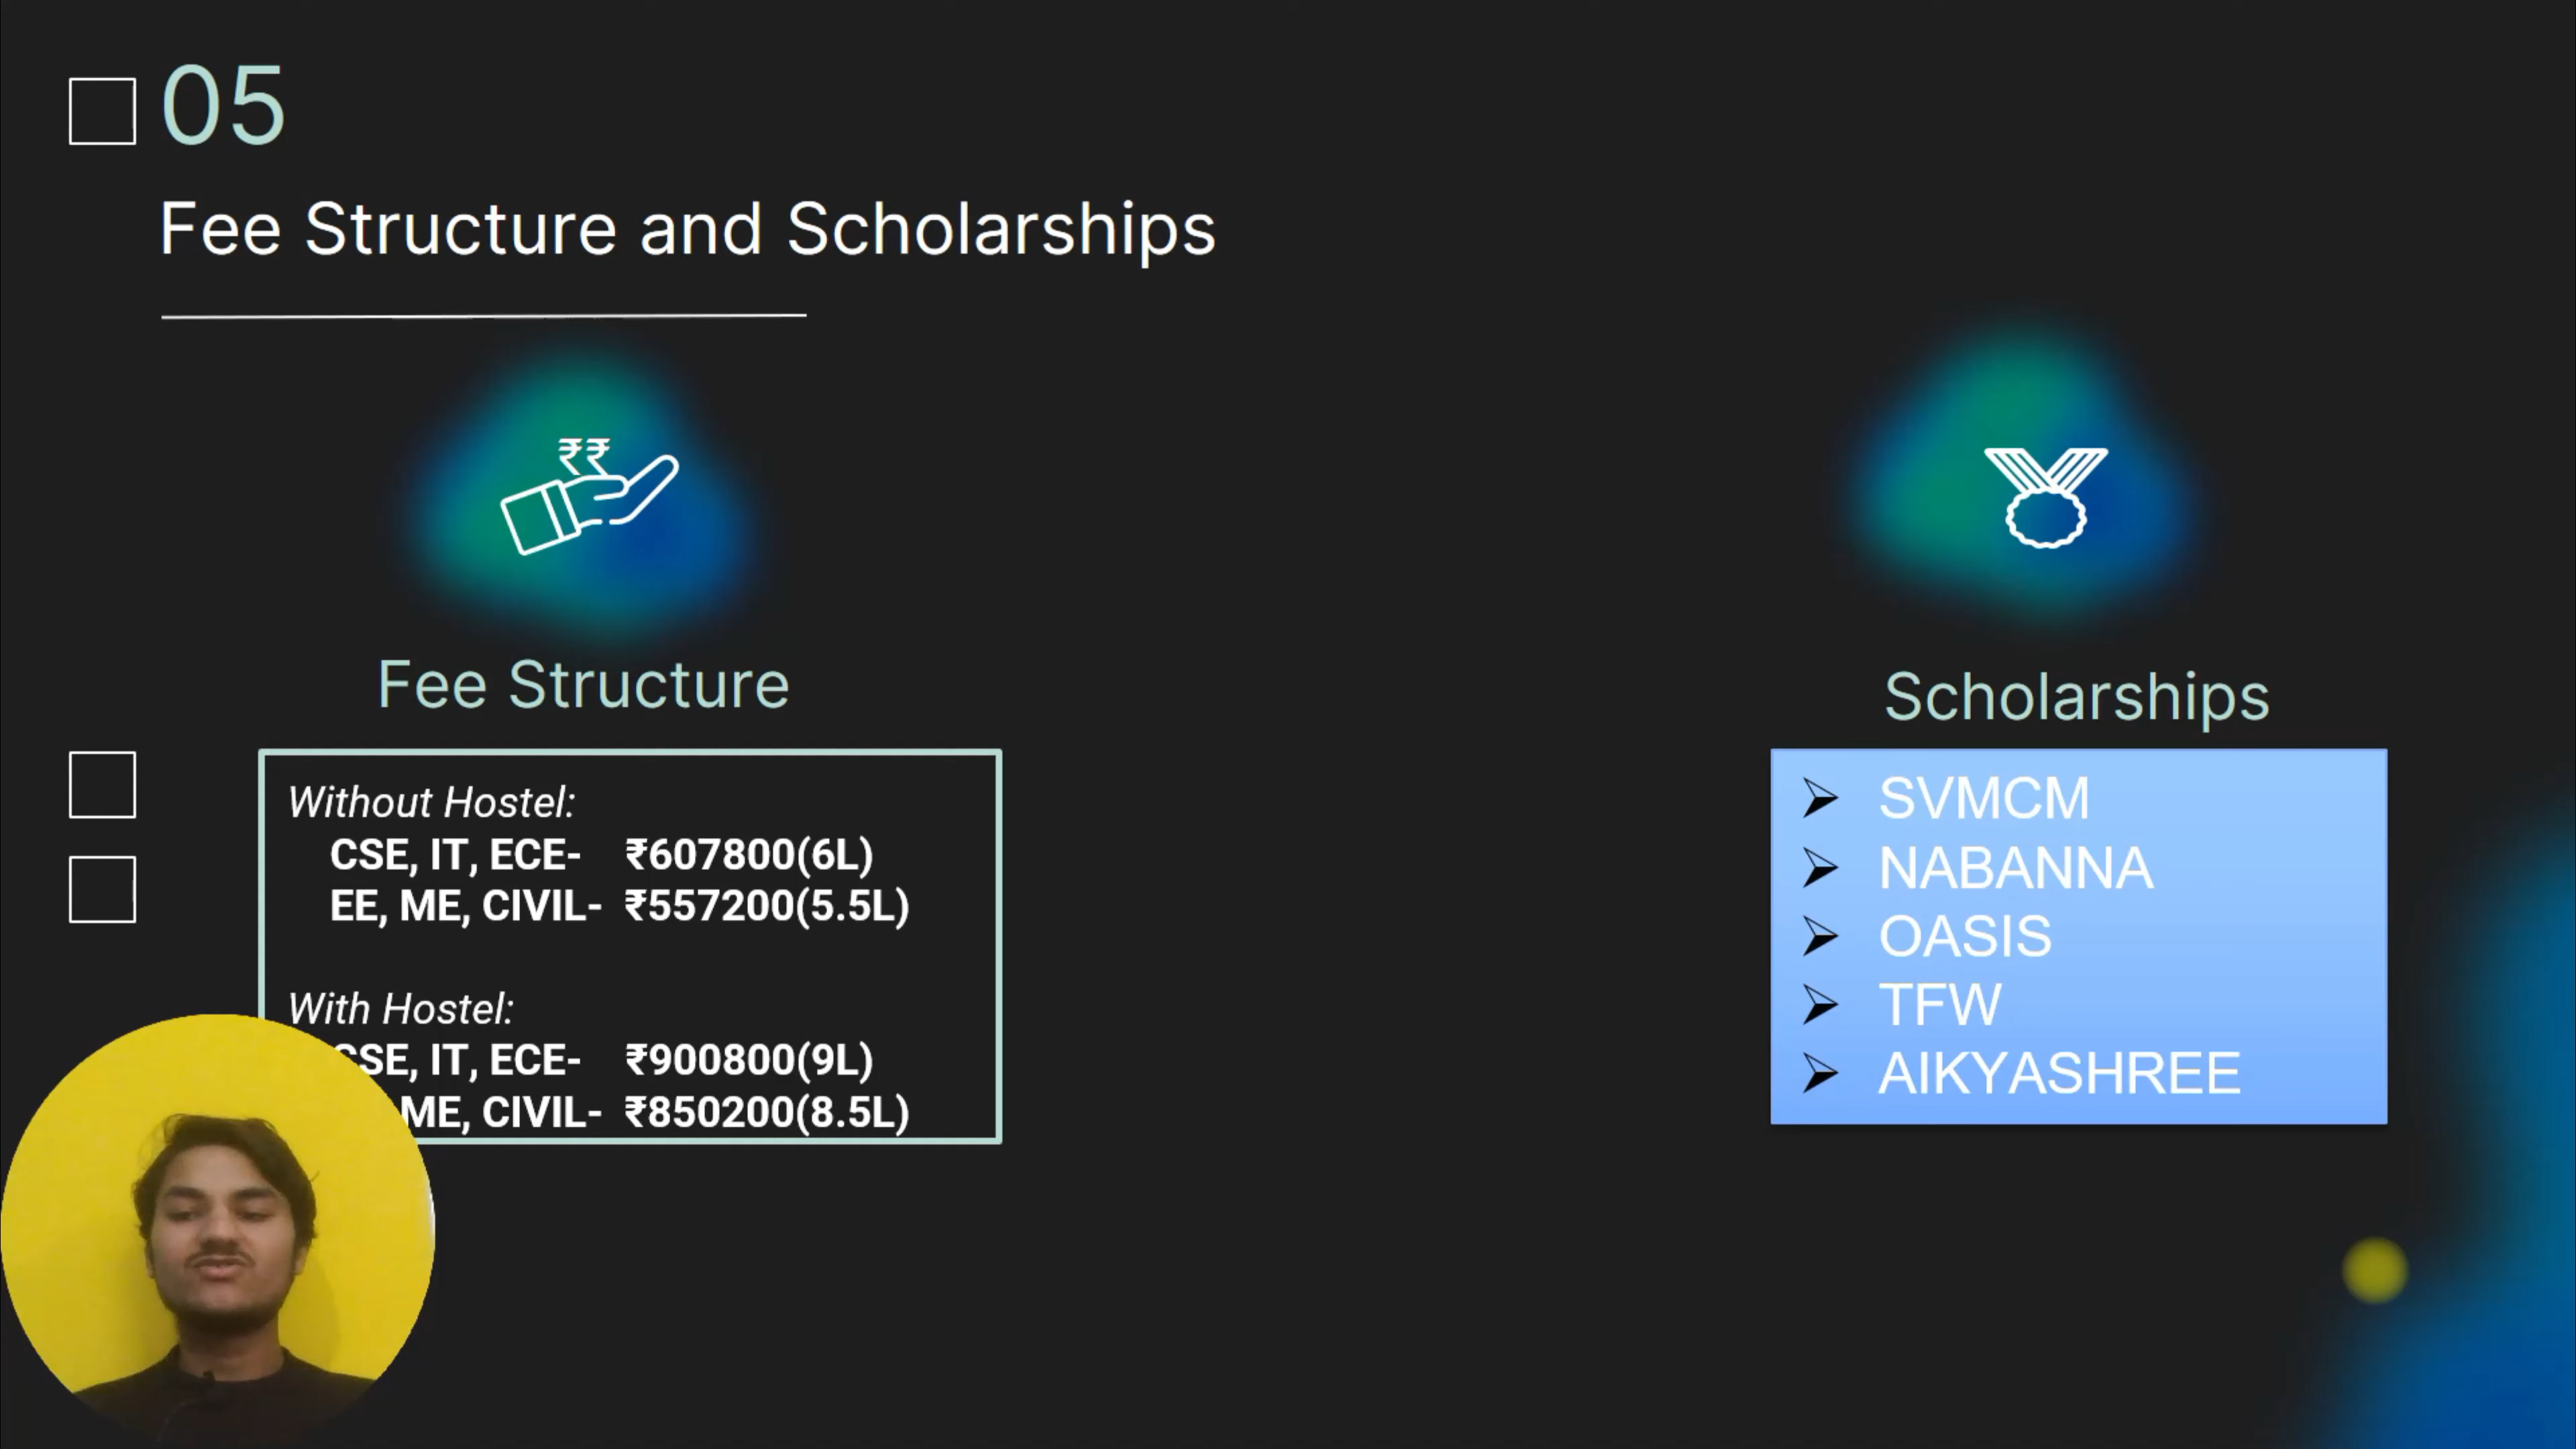 05
Fee Structure and Scholarships
₹₹
Fee Structure
Without Hostel:
CSE, IT, ECE- ₹607800(6L)
EE, ME, CIVIL- ₹557200(5.5L)
With Hostel:
CSE, IT, ECE- ₹900800(9L)
ME, CIVIL- ₹850200(8.5L)
Scholarships
SVMCM
NABANNA
OASIS
TFW
AIKYASHREE